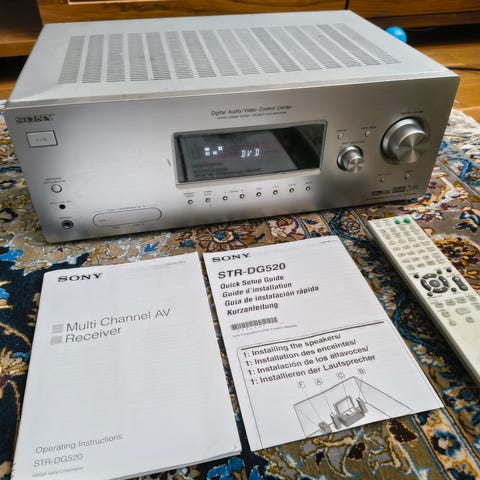 SONY
Digital Audio/Video Control Center
DVD
SONY
Multi Channel AV
Receiver
Operating Instructions
STR-DG520
SONY
STR-DG520
Quick Setup Guide
Guide d'installation
Guía de instalación rápida
Kurzanleitung
1: Installing the speakers/
1: Installation des enceintes/
1: Instalación de los altavoces/
1: Installieren der Lautsprecher
F A C B